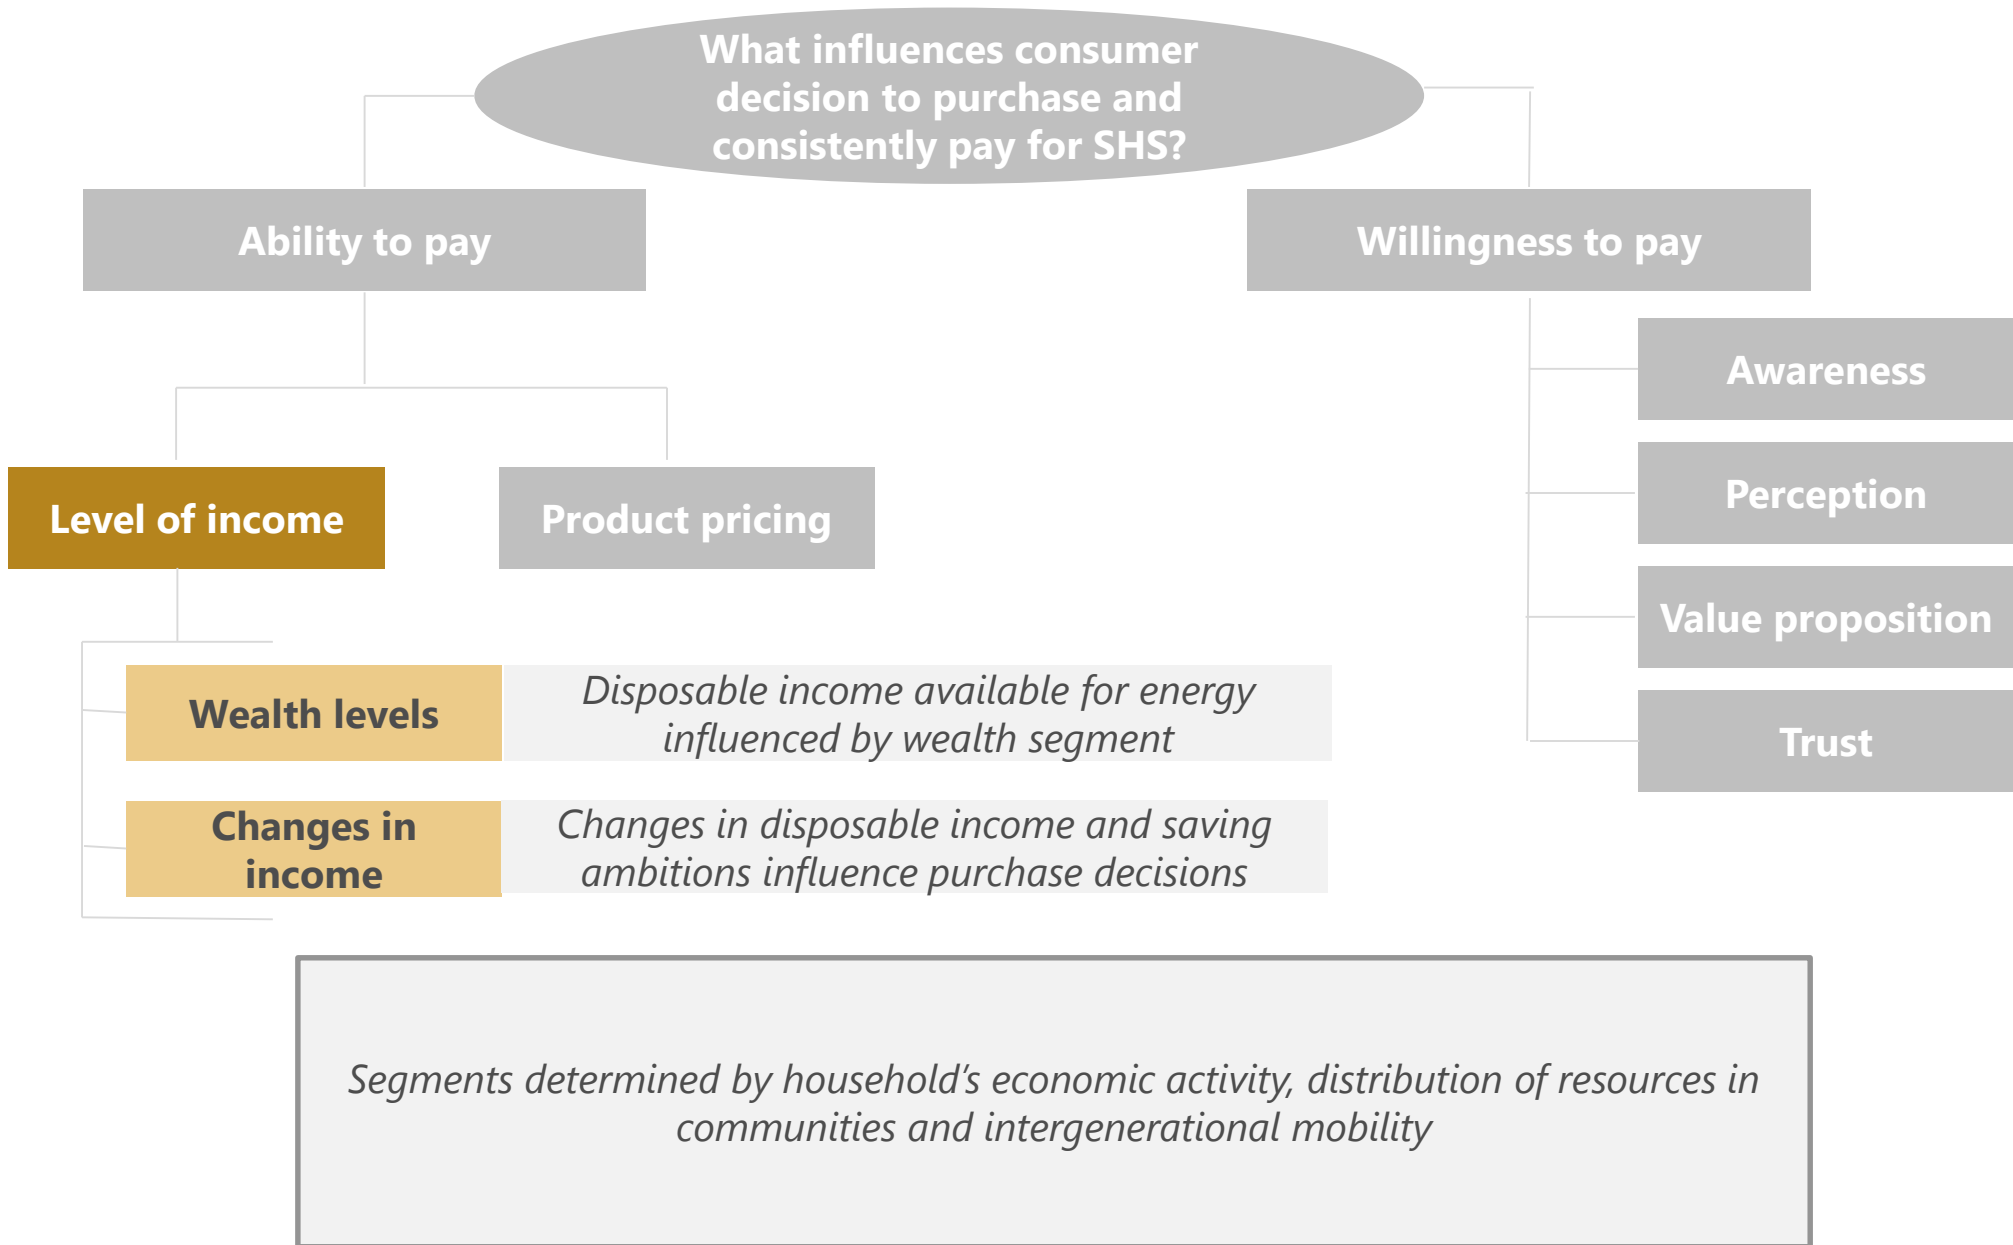 What influences consumer
decision to purchase and
consistently pay for SHS?
Ability to pay
Willingness to pay
Awareness
Perception
Level of income
Product pricing
Value proposition
Wealth levels
Disposable income available for energy
influenced by wealth segment
Trust
Changes in
income
Changes in disposable income and saving
ambitions influence purchase decisions
Segments determined by household’s economic activity, distribution of resources in
communities and intergenerational mobility